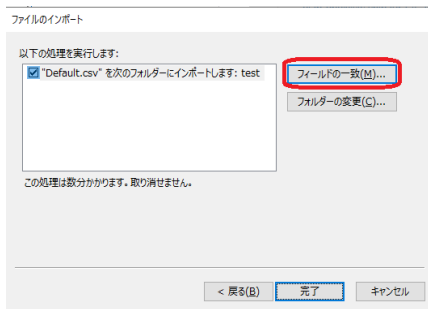 ファイルのインポート
以下の処理を実行します:
"Default.csv" を次のフォルダーにインポートします: test
フィールドの一致(M)...
フォルダーの変更(C)...
この処理は数分かかります。取り消せません。
< 戻る(B)
完了
キャンセル